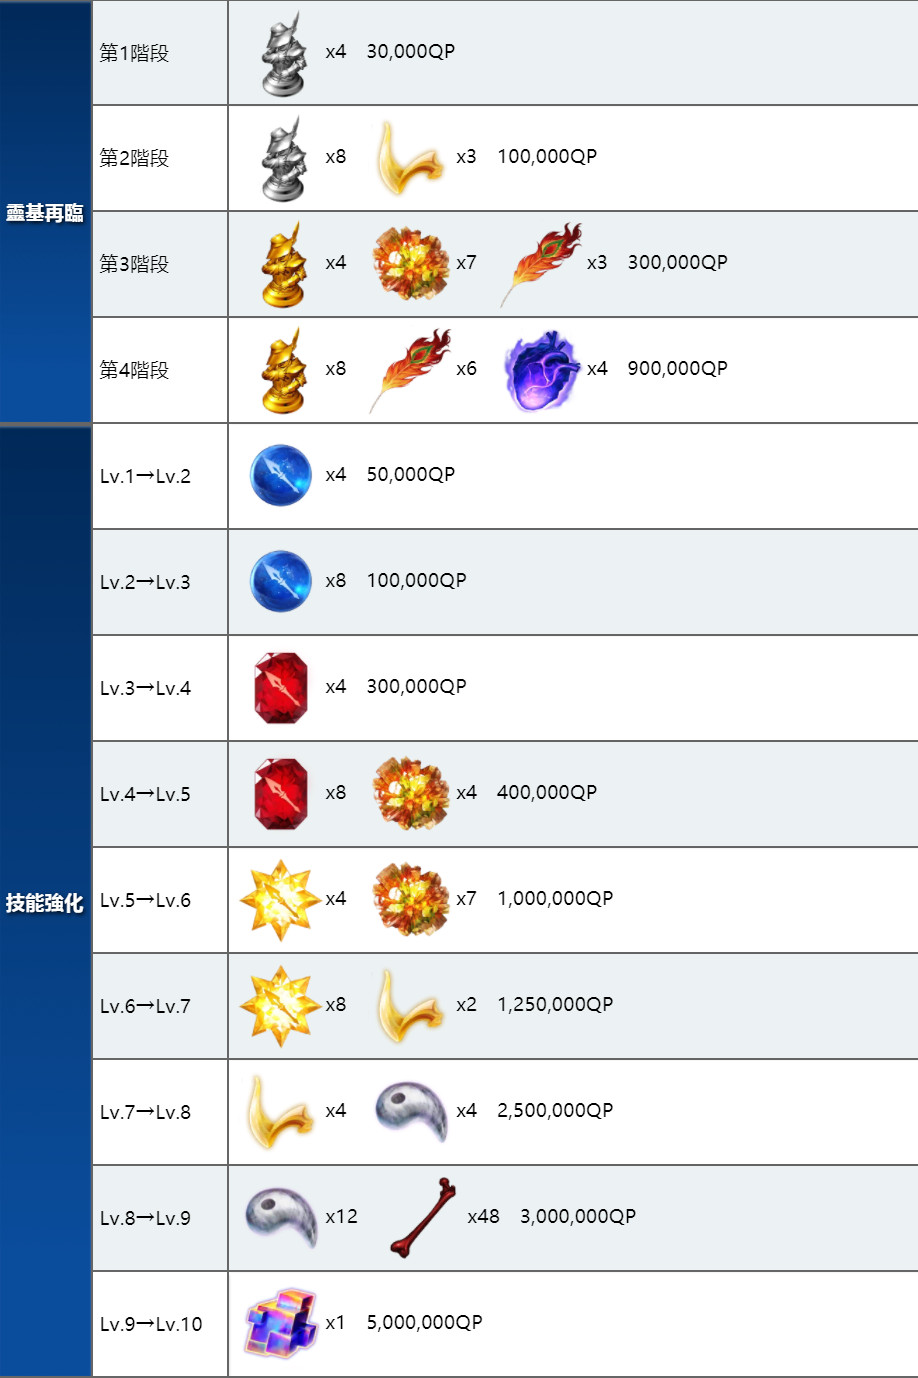 靈基再臨
第1階段
x4 30,000QP
第2階段
x8 x3 100,000QP
第3階段
x4 x7 x3 300,000QP
第4階段
x8 x6 x4 900,000QP
技能強化
Lv.1→Lv.2
x4 50,000QP
Lv.2→Lv.3
x8 100,000QP
Lv.3→Lv.4
x4 300,000QP
Lv.4→Lv.5
x8 x4 400,000QP
Lv.5→Lv.6
x4 x7 1,000,000QP
Lv.6→Lv.7
x8 x2 1,250,000QP
Lv.7→Lv.8
x4 x4 2,500,000QP
Lv.8→Lv.9
x12 x48 3,000,000QP
Lv.9→Lv.10
x1 5,000,000QP